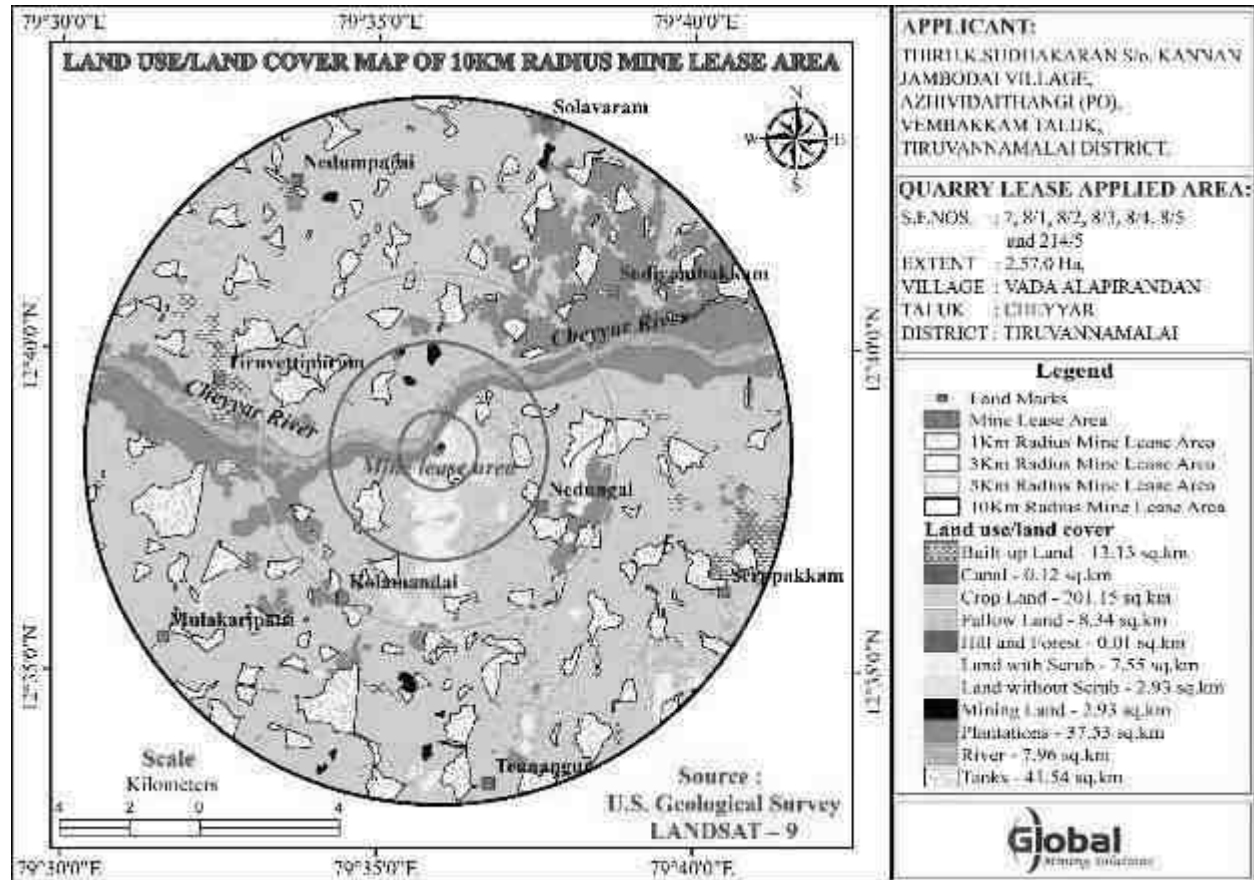 79°30'0"E 79°35'0"E 79°40'0"E
LAND USE/LAND COVER MAP OF 10KM RADIUS MINE LEASE AREA
N
W E
S
Solavaram
Nedumpadai
Sodiyambakkam
Cheyyar River
12°40'0"N 12°40'0"N
Tiruvettipuram
Cheyyar River
Mine lease area
Nedungal
Kolamandai
Mulakaripatti
12°35'0"N 12°35'0"N
Tennangur
Scale
Kilometers
4 2 0 4
Source :
U.S. Geological Survey
LANDSAT – 9
79°30'0"E 79°35'0"E 79°40'0"E
APPLICANT:
THIRU.K.SUDHAKARAN S/o. KANNAN
JAMBODAI VILLAGE,
AZHIVIDAITHANGI (PO),
VEMBAKKAM TALUK,
TIRUVANNAMALAI DISTRICT.
QUARRY LEASE APPLIED AREA:
S.F.NOS. : 7, 8/1, 8/2, 8/3, 8/4, 8/5
and 214/5
EXTENT : 2.57.0 Ha,
VILLAGE : VADA ALAPIRANDAN
TALUK : CHEYYAR
DISTRICT : TIRUVANNAMALAI
Legend
Land Marks
Mine Lease Area
1Km Radius Mine Lease Area
3Km Radius Mine Lease Area
5Km Radius Mine Lease Area
10Km Radius Mine Lease Area
Land use/land cover
Built-up Land - 12.13 sq.km
Canal - 0.12 sq.km
Crop Land - 201.15 sq.km
Fallow Land - 8.34 sq.km
Hill and Forest - 0.01 sq.km
Land with Scrub - 7.55 sq.km
Land without Scrub - 2.93 sq.km
Mining Land - 2.93 sq.km
Plantations - 37.53 sq.km
River - 7.96 sq.km
Tanks - 41.54 sq.km
Global
Mining Solutions